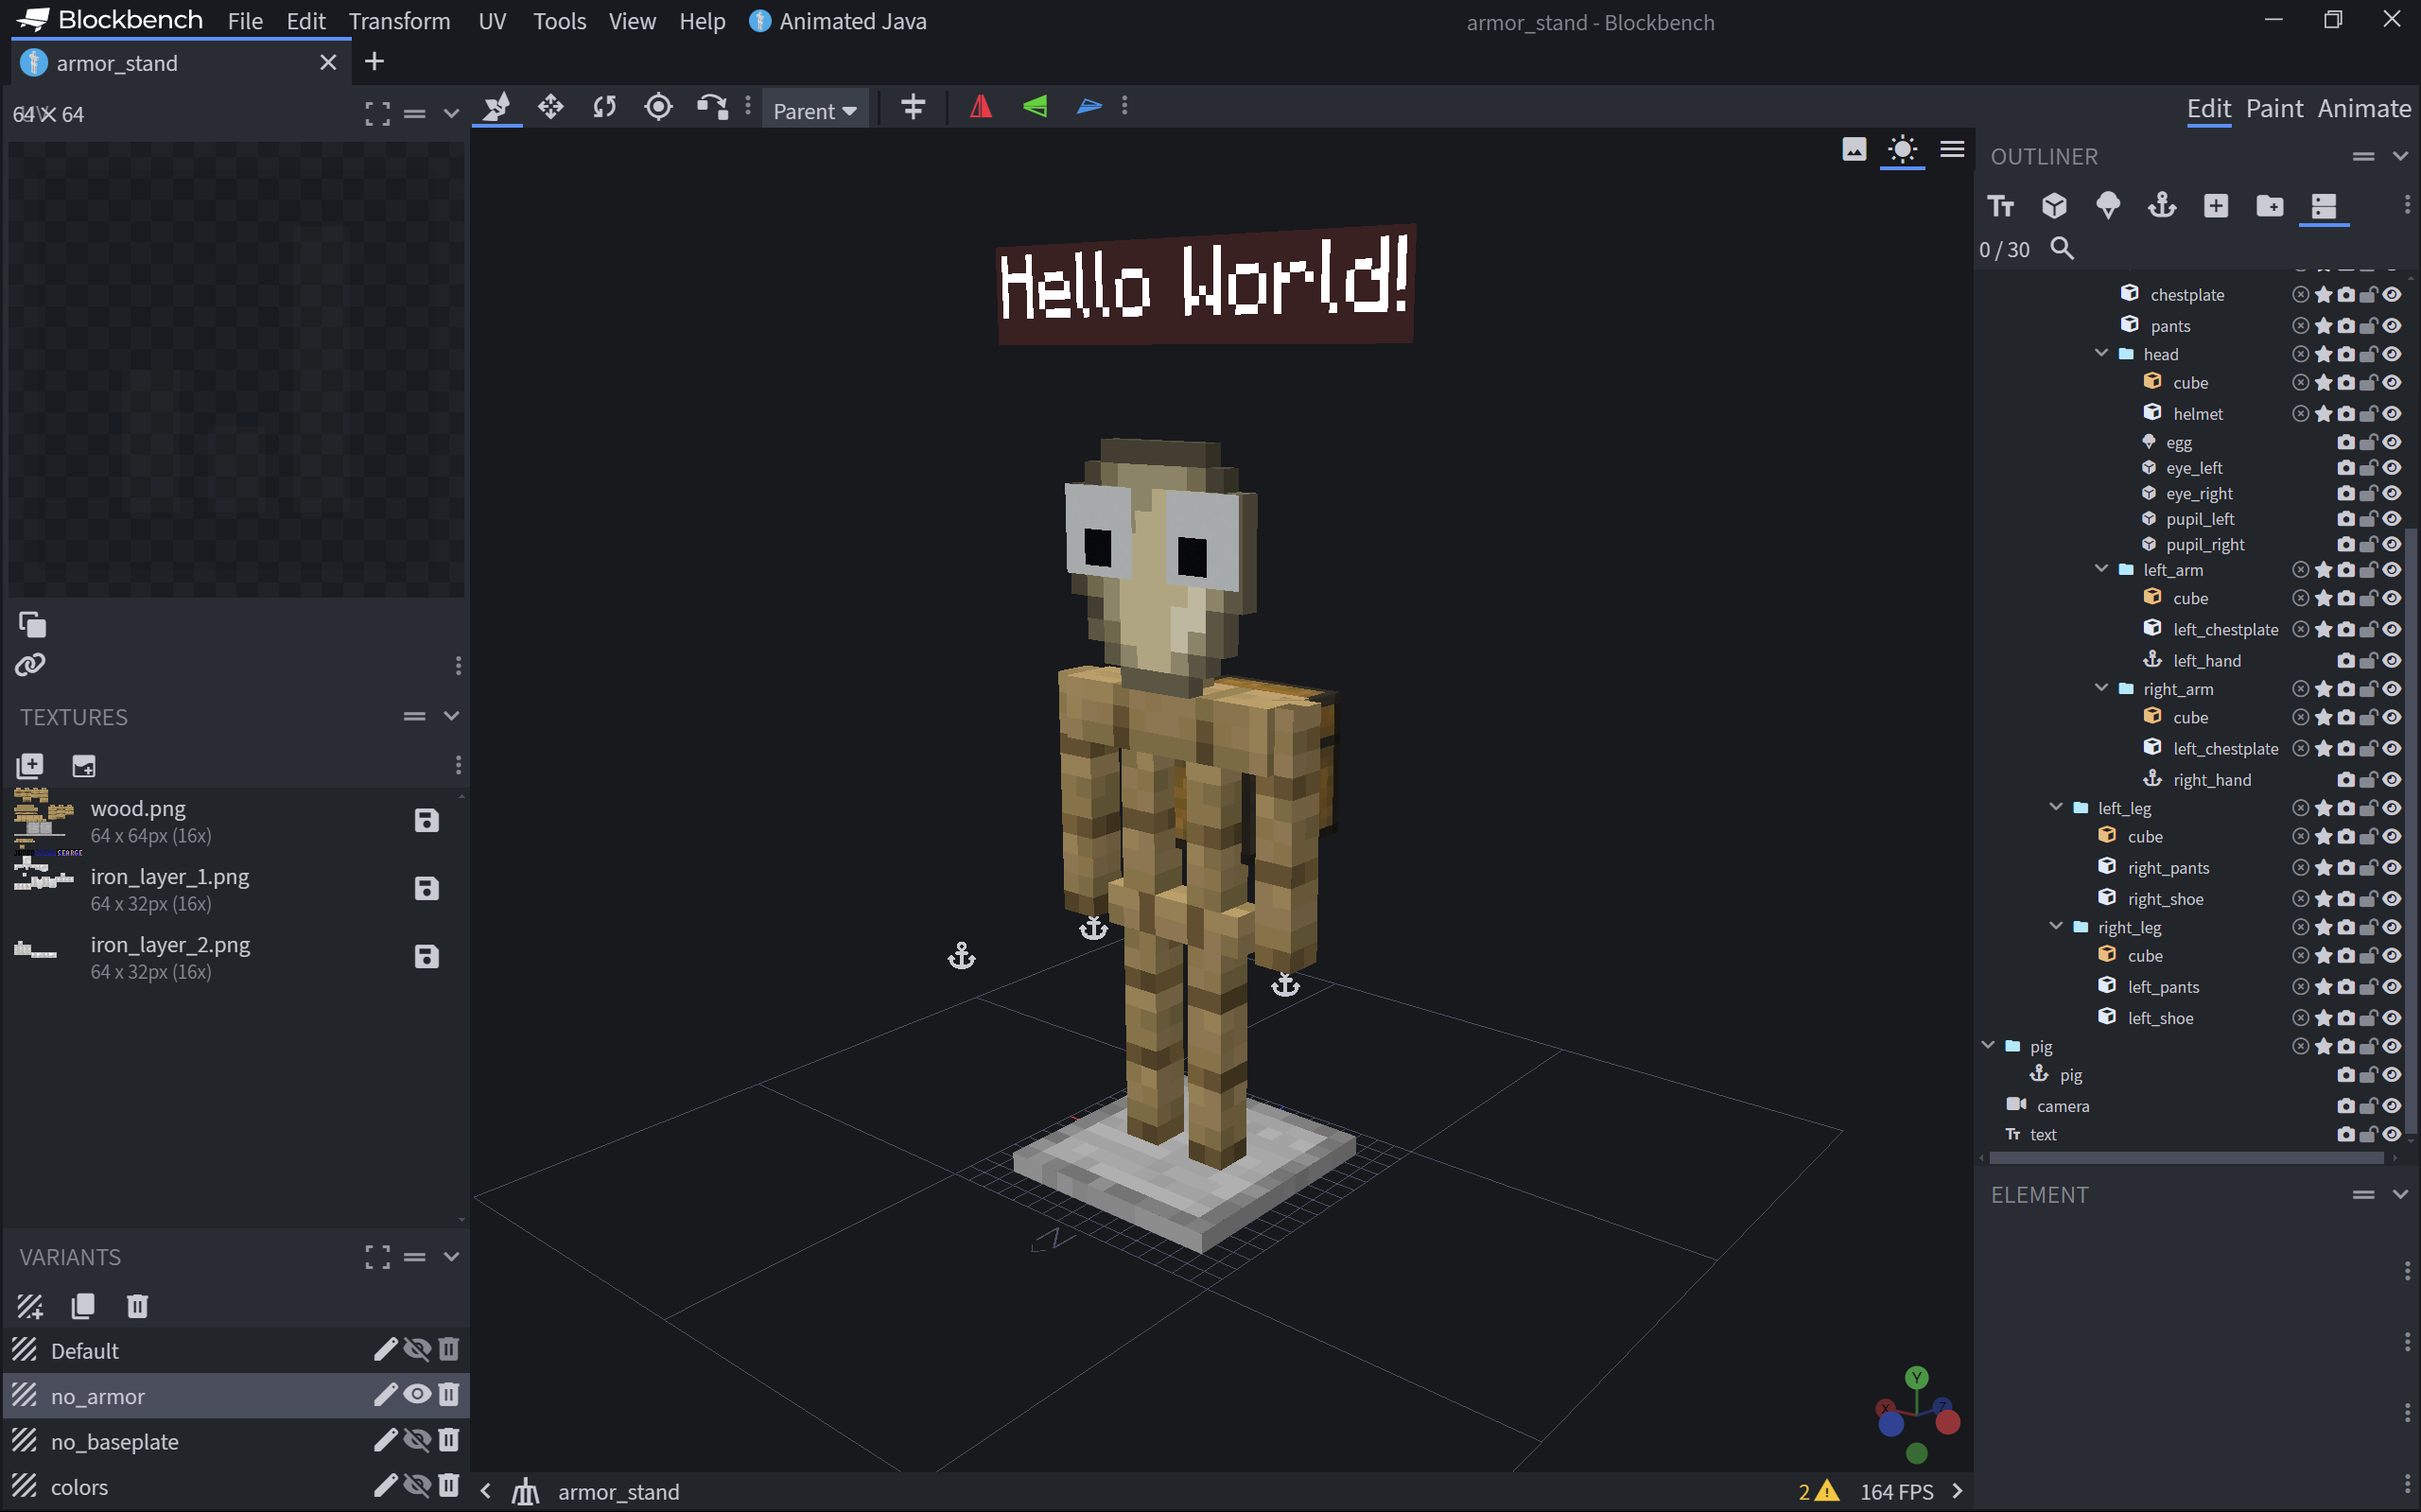 Blockbench File Edit Transform UV Tools View Help Animated Java
armor_stand - Blockbench
armor_stand
64 × 64
Parent
Edit Paint Animate
OUTLINER
0 / 30
chestplate
pants
head
cube
helmet
egg
eye_left
eye_right
pupil_left
pupil_right
left_arm
cube
left_chestplate
left_hand
right_arm
cube
left_chestplate
right_hand
left_leg
cube
right_pants
right_shoe
right_leg
cube
left_pants
left_shoe
pig
pig
camera
text
ELEMENT
Hello World!
TEXTURES
wood.png
64 x 64px (16x)
iron_layer_1.png
64 x 32px (16x)
iron_layer_2.png
64 x 32px (16x)
VARIANTS
Default
no_armor
no_baseplate
colors
Y
X
Z
armor_stand
2
164 FPS